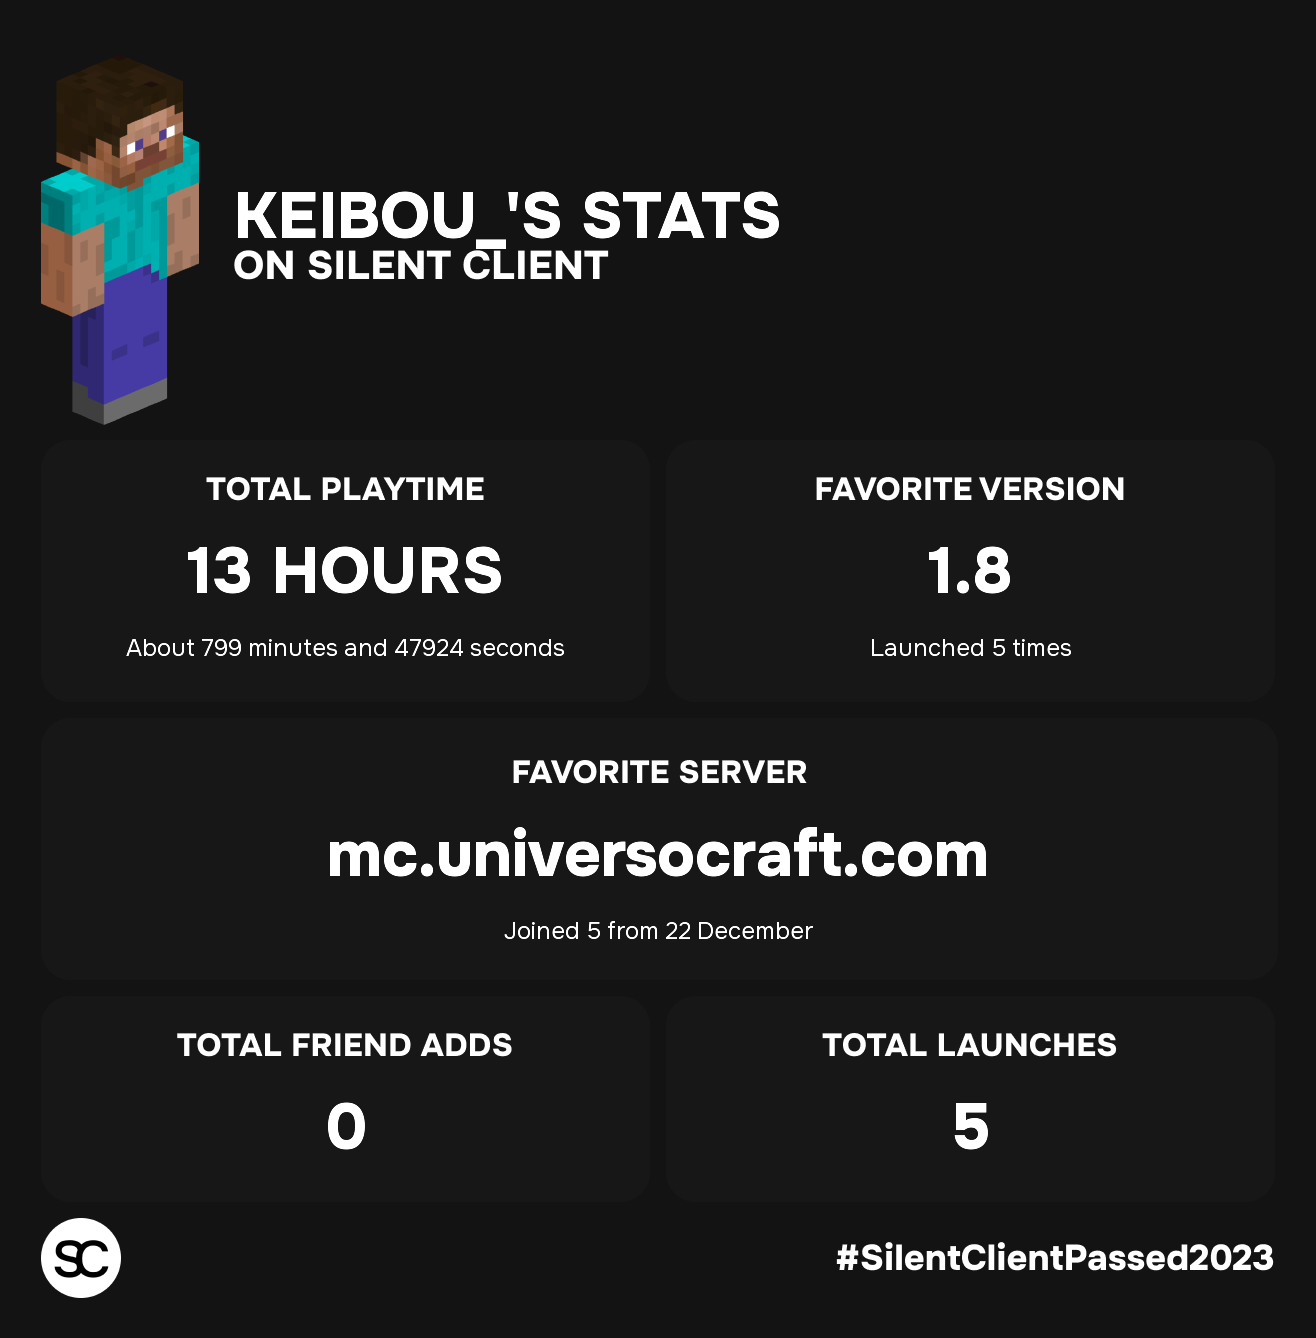 KEIBOU_'S STATS
ON SILENT CLIENT
TOTAL PLAYTIME
13 HOURS
About 799 minutes and 47924 seconds
FAVORITE VERSION
1.8
Launched 5 times
FAVORITE SERVER
mc.universocraft.com
Joined 5 from 22 December
TOTAL FRIEND ADDS
0
TOTAL LAUNCHES
5
SC
#SilentClientPassed2023